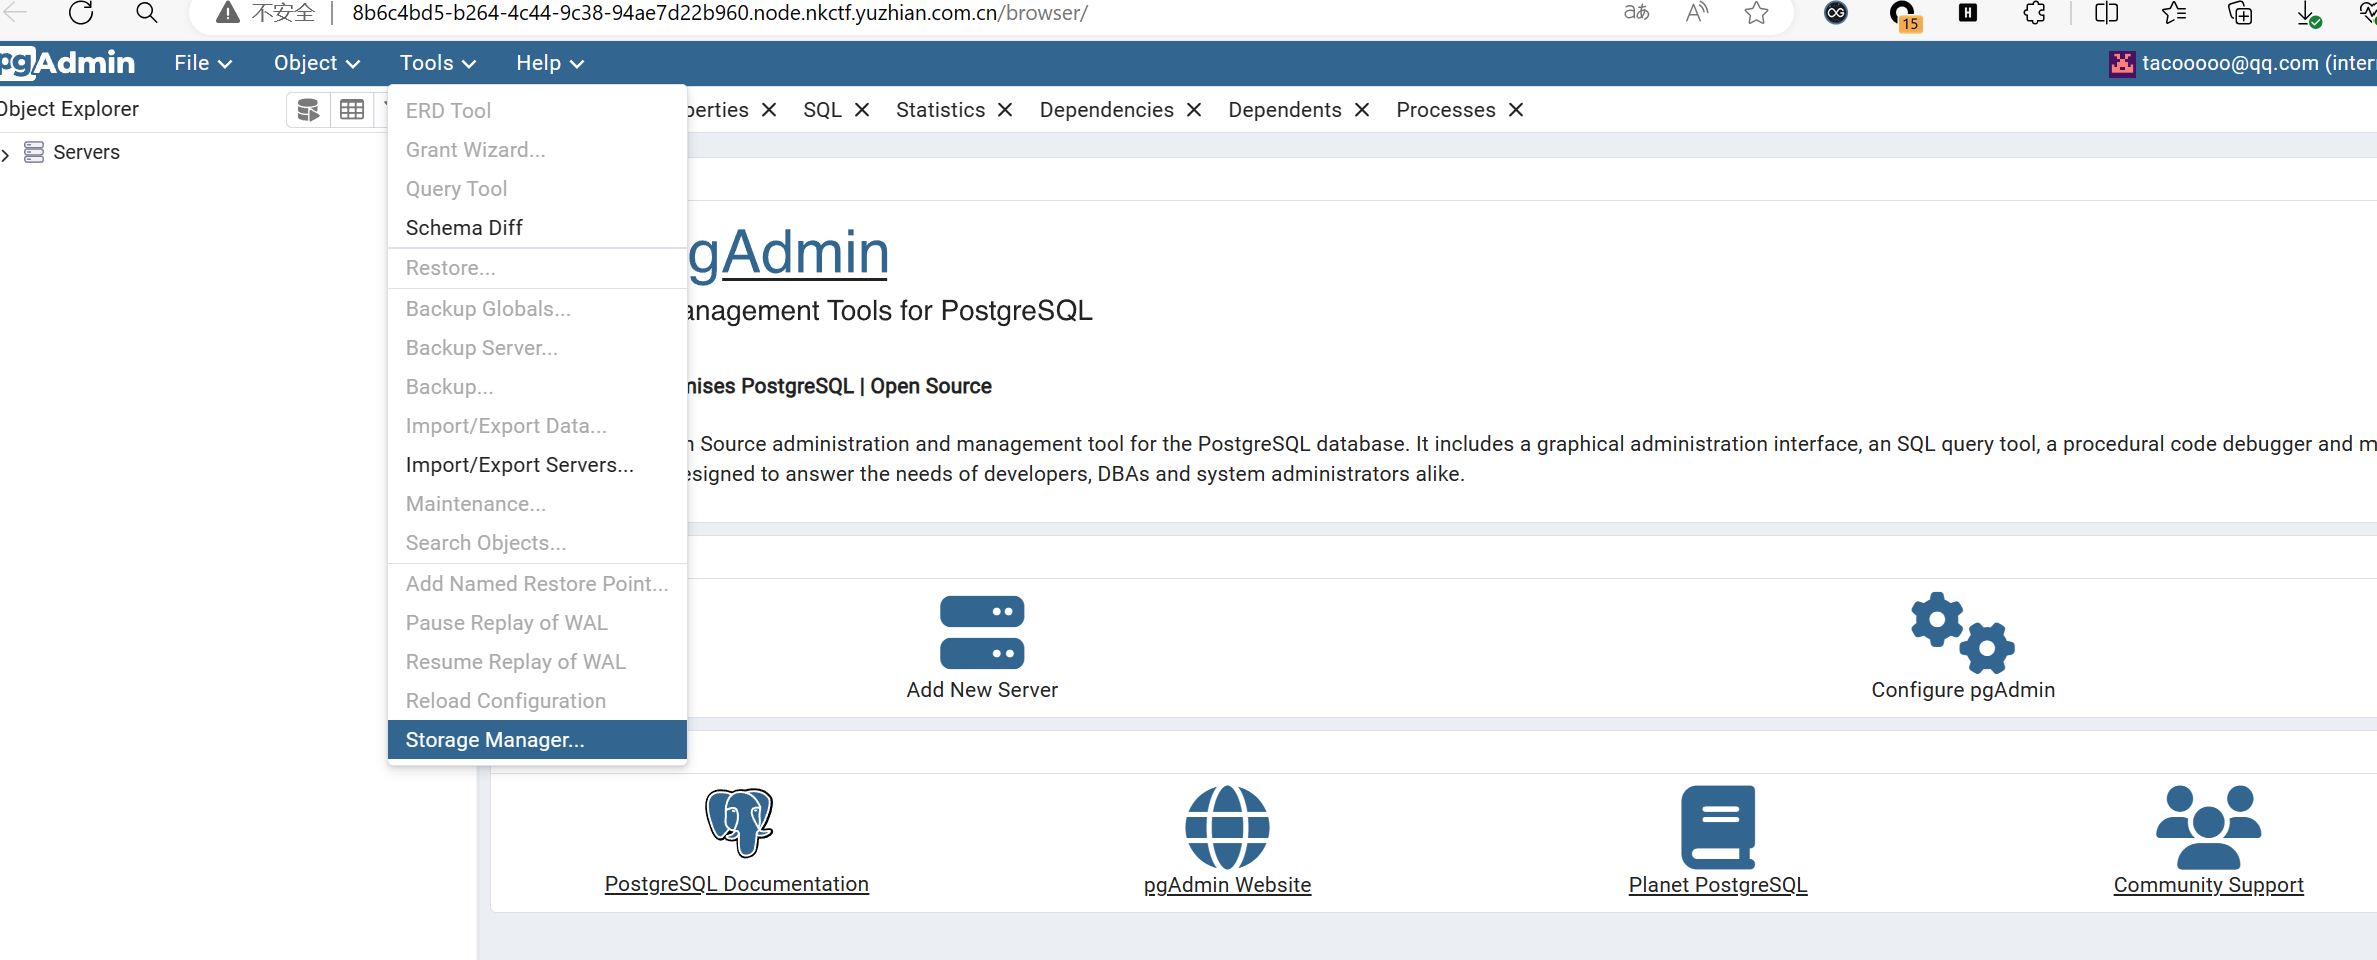 不安全 8b6c4bd5-b264-4c44-9c38-94ae7d22b960.node.nkctf.yuzhian.com.cn/browser/ aあ A 15 H
pgAdmin File Object Tools Help tacooooo@qq.com (inter
Object Explorer perties SQL Statistics Dependencies Dependents Processes
Servers
ERD Tool
Grant Wizard...
Query Tool
Schema Diff
Restore...
Backup Globals...
Backup Server...
Backup...
Import/Export Data...
Import/Export Servers...
Maintenance...
Search Objects...
Add Named Restore Point...
Pause Replay of WAL
Resume Replay of WAL
Reload Configuration
Storage Manager...
gAdmin
anagement Tools for PostgreSQL
mises PostgreSQL | Open Source
n Source administration and management tool for the PostgreSQL database. It includes a graphical administration interface, an SQL query tool, a procedural code debugger and m
esigned to answer the needs of developers, DBAs and system administrators alike.
Add New Server Configure pgAdmin
PostgreSQL Documentation pgAdmin Website Planet PostgreSQL Community Support